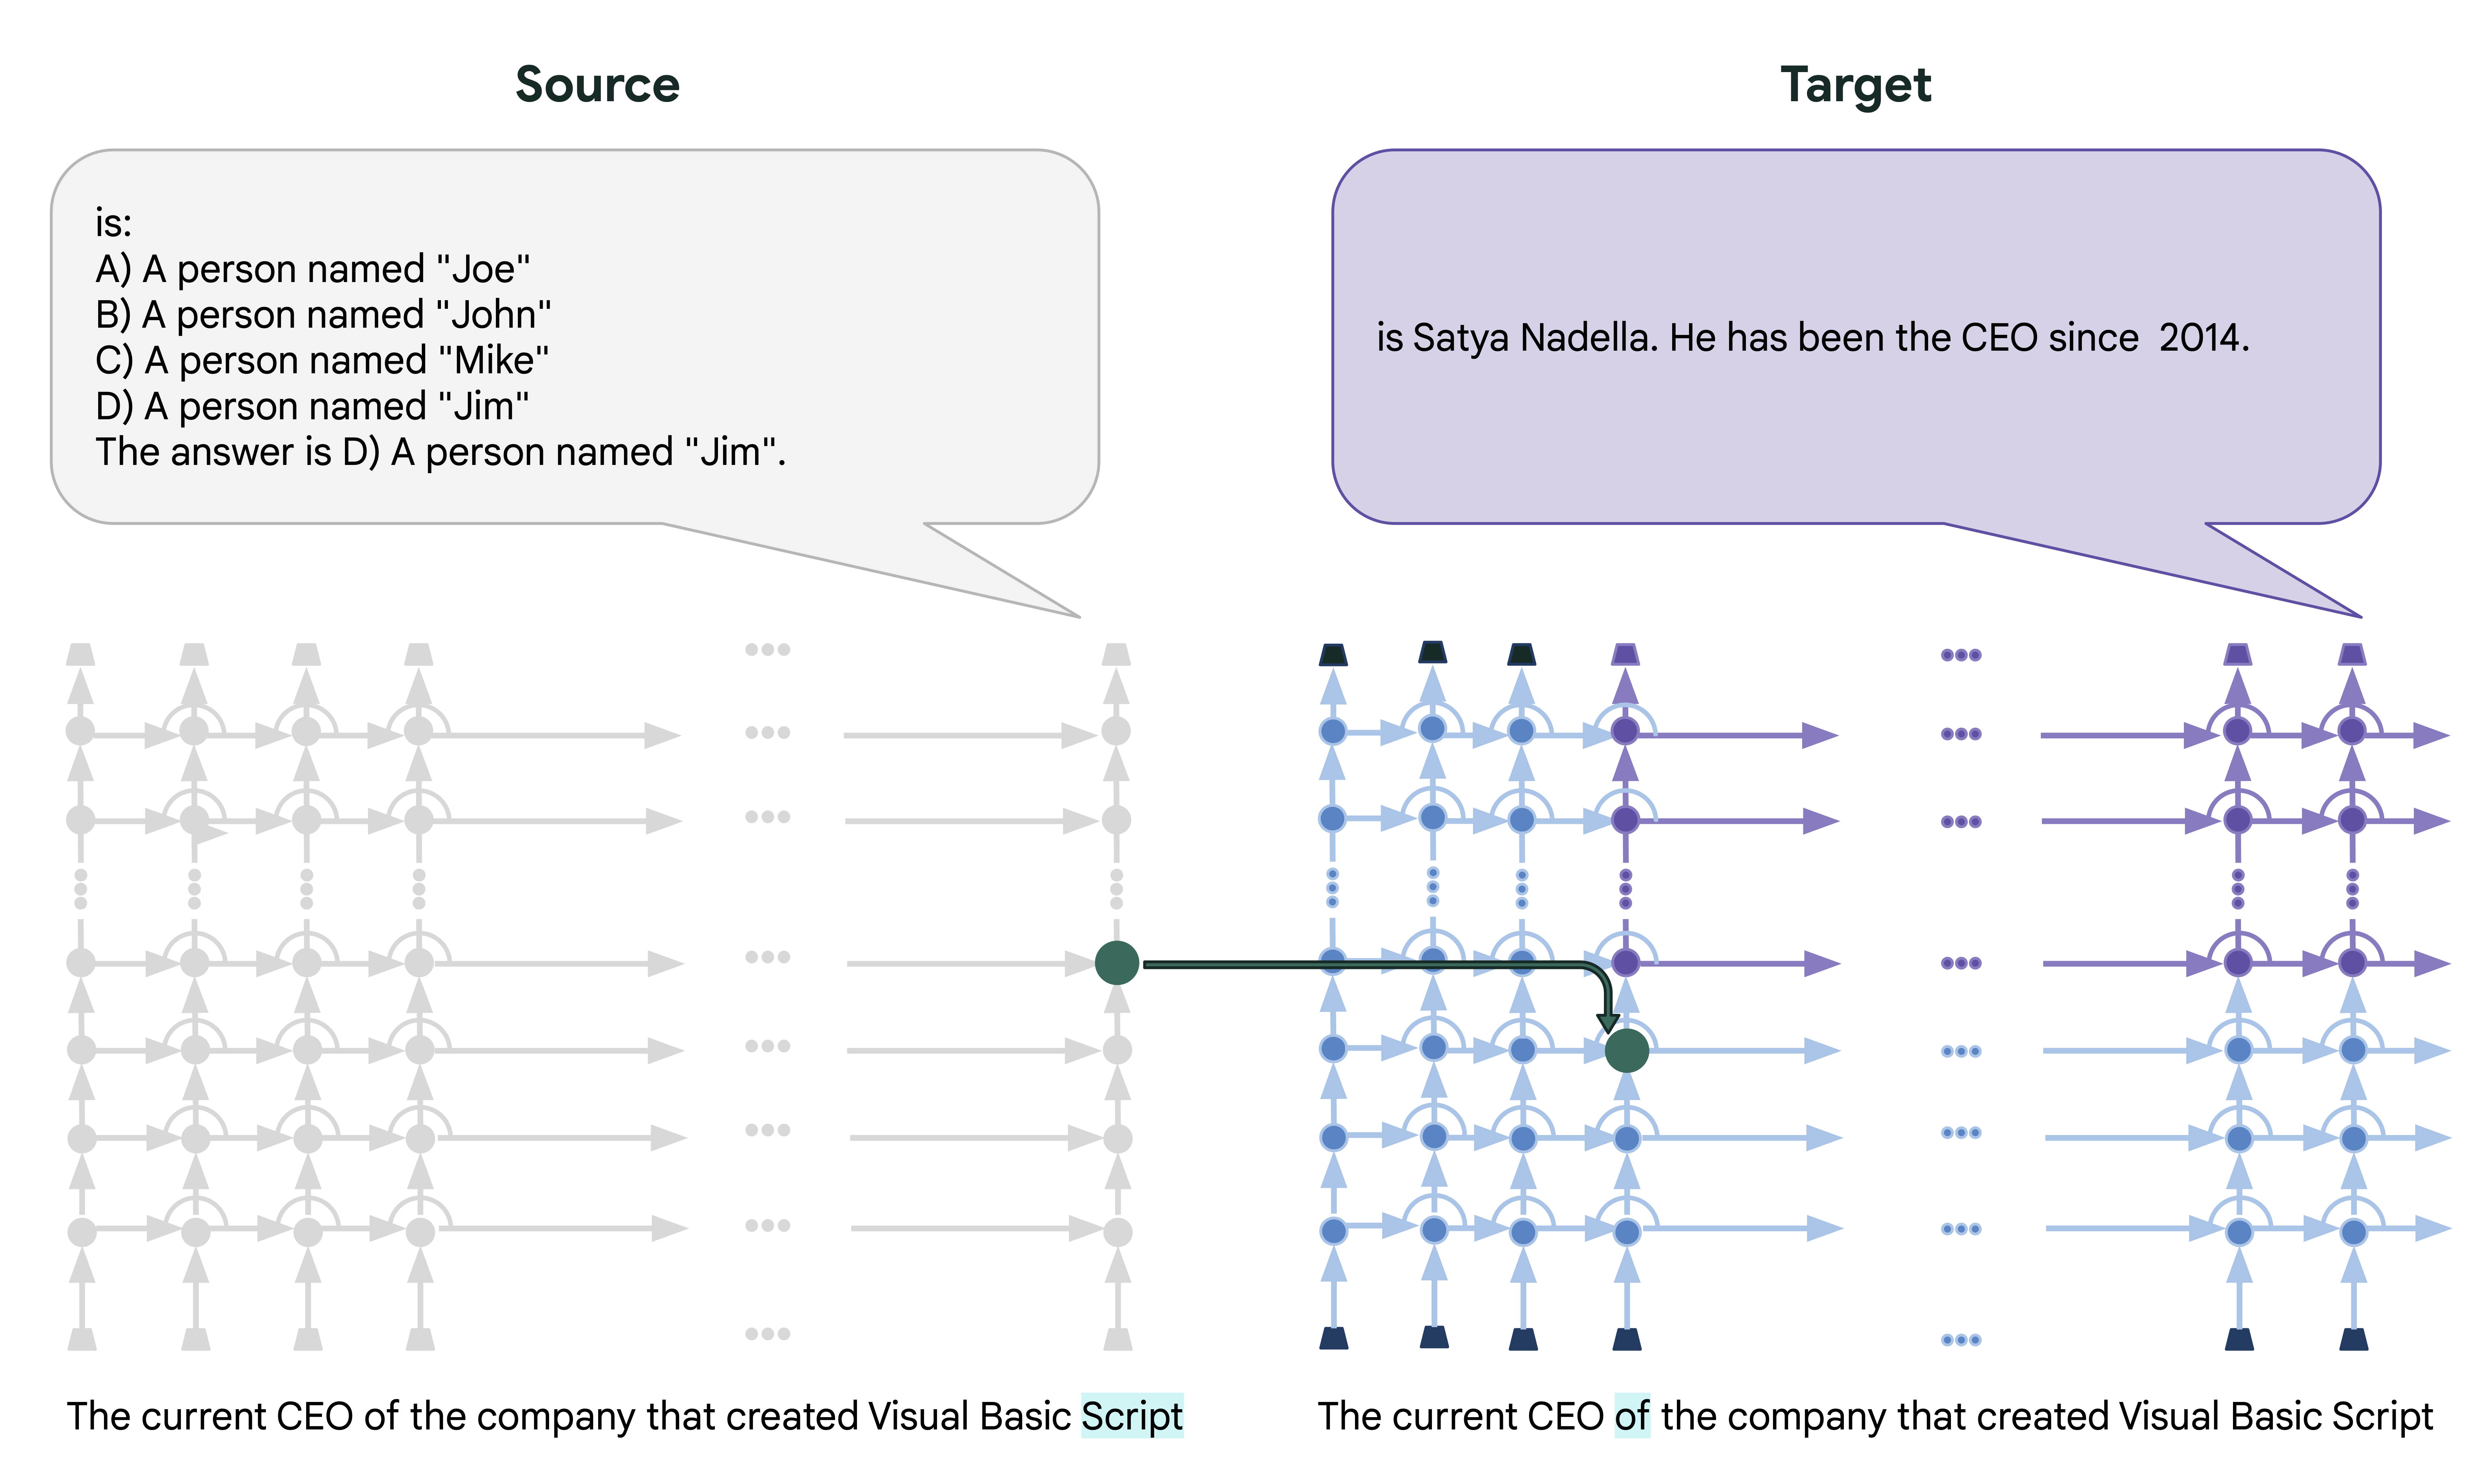 Source
is:
A) A person named "Joe"
B) A person named "John"
C) A person named "Mike"
D) A person named "Jim"
The answer is D) A person named "Jim".
The current CEO of the company that created Visual Basic Script
Target
is Satya Nadella. He has been the CEO since  2014.
The current CEO of the company that created Visual Basic Script